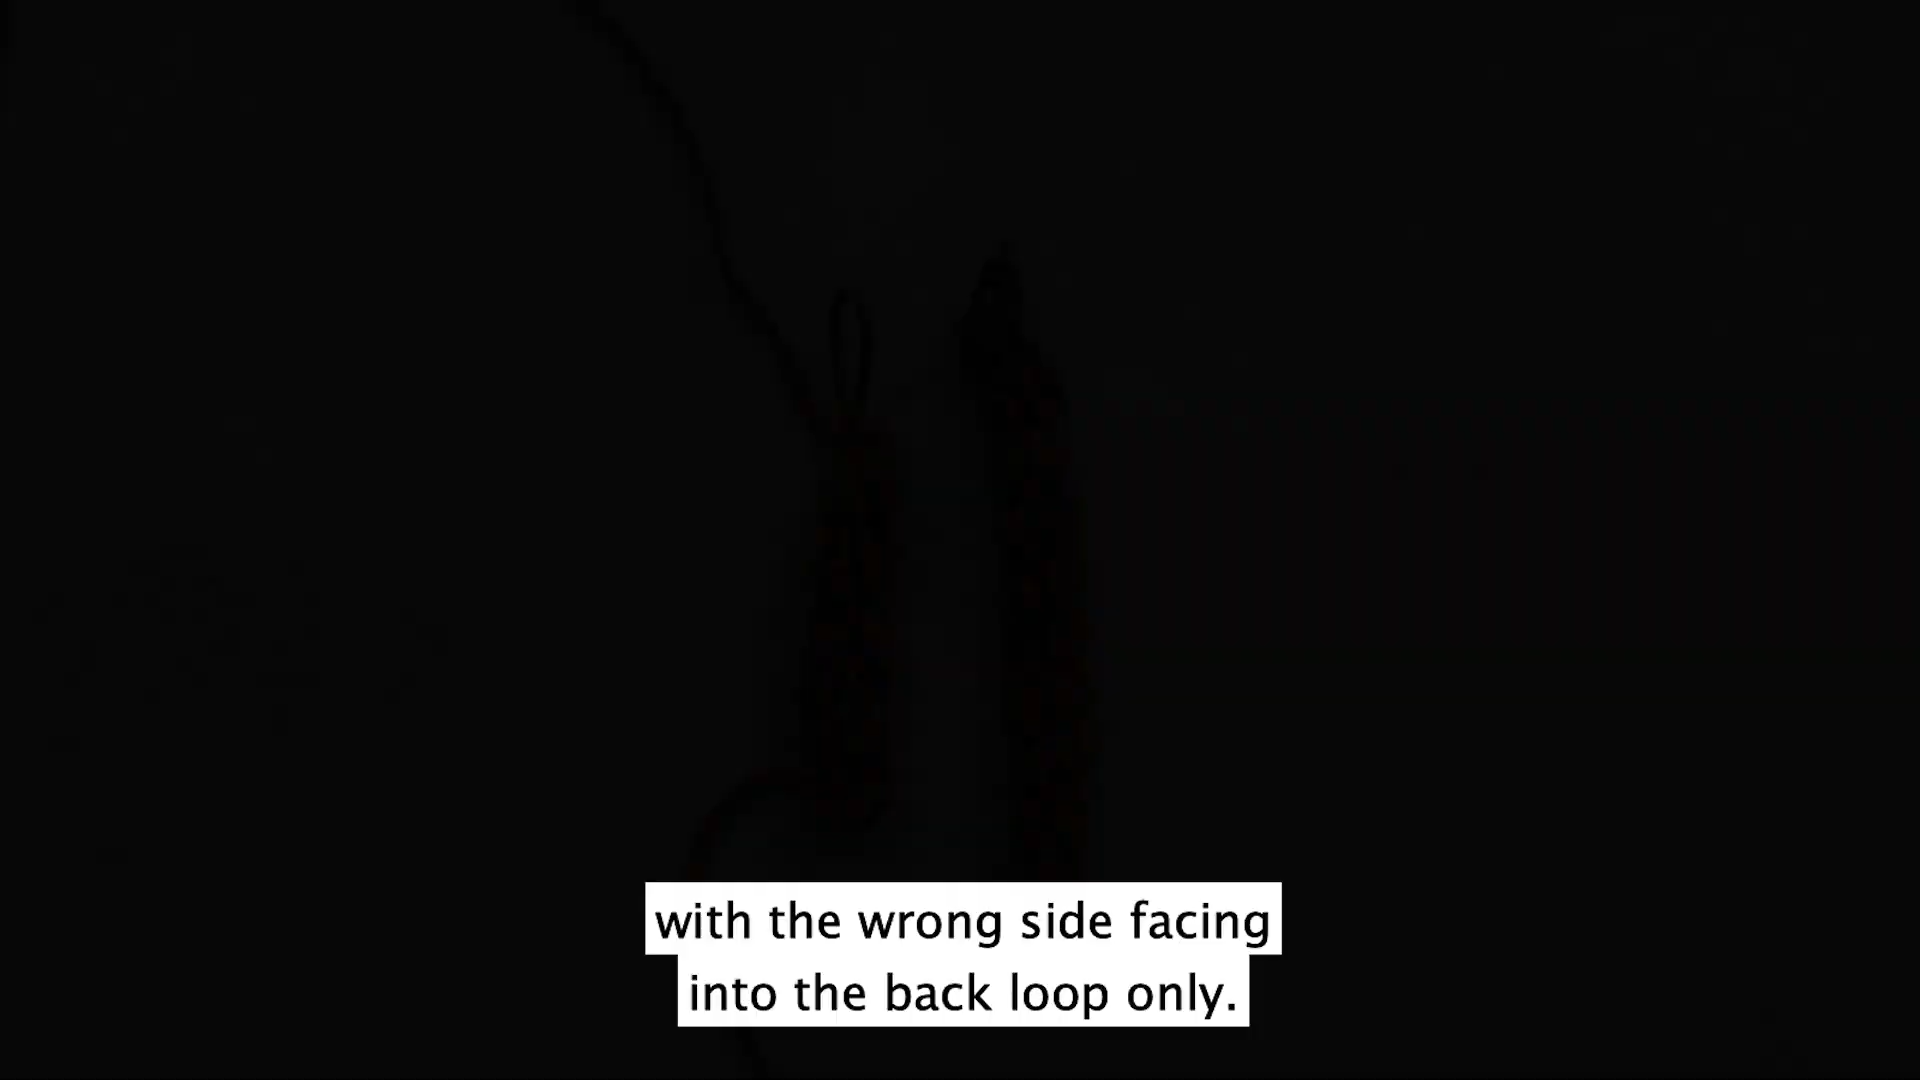 with the wrong side facing
into the back loop only.